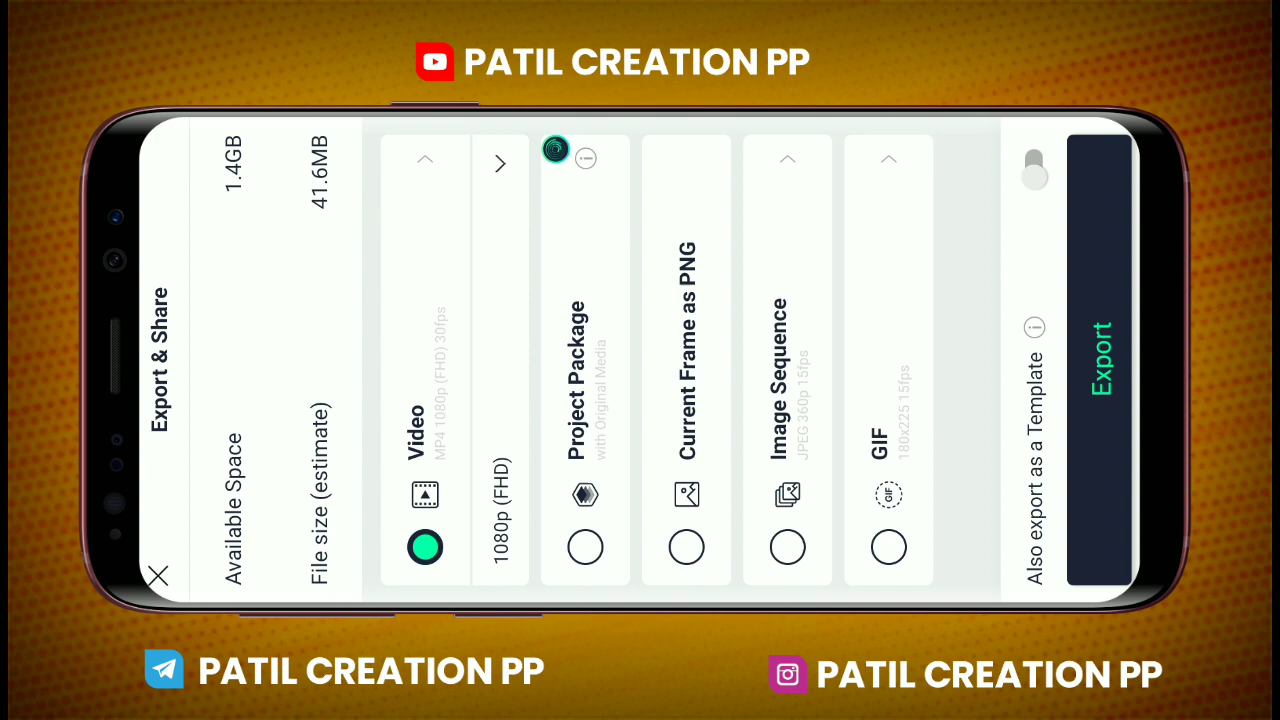 PATIL CREATION PP
Export & Share
Available Space 1.4GB
File size (estimate) 41.6MB
Video
MP4 1080p (FHD) 30fps
1080p (FHD)
Project Package
with Original Media
Current Frame as PNG
Image Sequence
JPEG 360p 15fps
GIF
GIF
180x225 15fps
Also export as a Template
Export
PATIL CREATION PP
PATIL CREATION PP